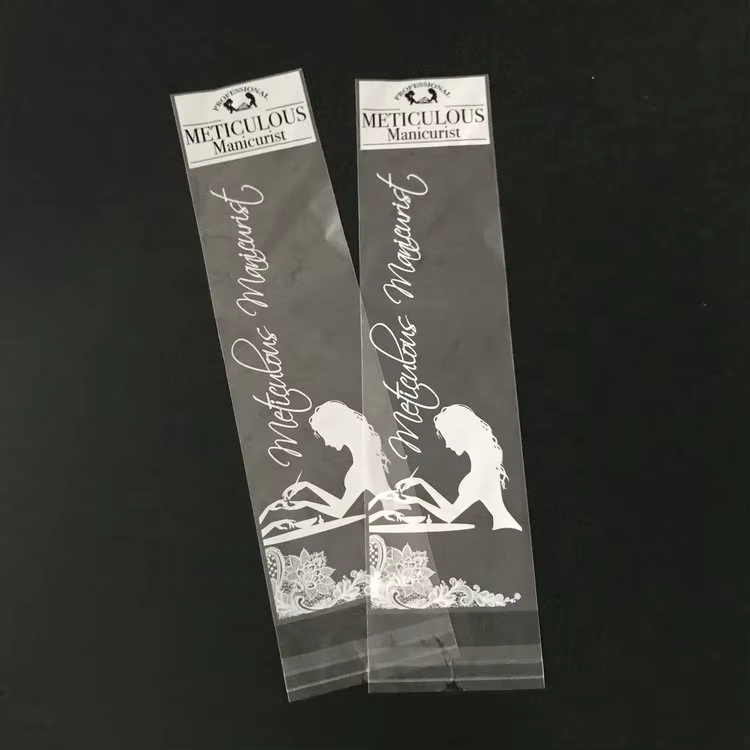 PROFESSIONAL
METICULOUS
Manicurist
Meticulous Manicurist
PROFESSIONAL
METICULOUS
Manicurist
Meticulous Manicurist